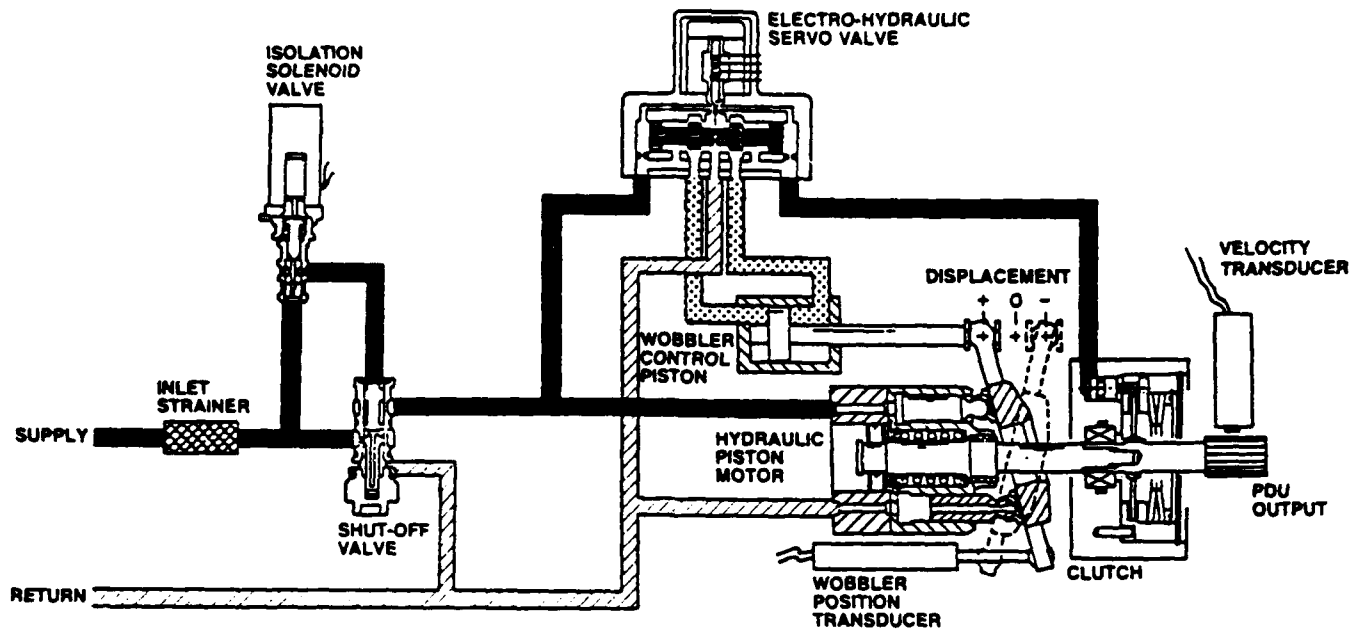 ELECTRO-HYDRAULIC
SERVO VALVE
ISOLATION
SOLENOID
VALVE
VELOCITY
TRANSDUCER
DISPLACEMENT
+ O -
+ +
WOBBLER
CONTROL
PISTON
INLET
STRAINER
SUPPLY
HYDRAULIC
PISTON
MOTOR
PDU
OUTPUT
SHUT-OFF
VALVE
CLUTCH
RETURN
WOBBLER
POSITION
TRANSDUCER